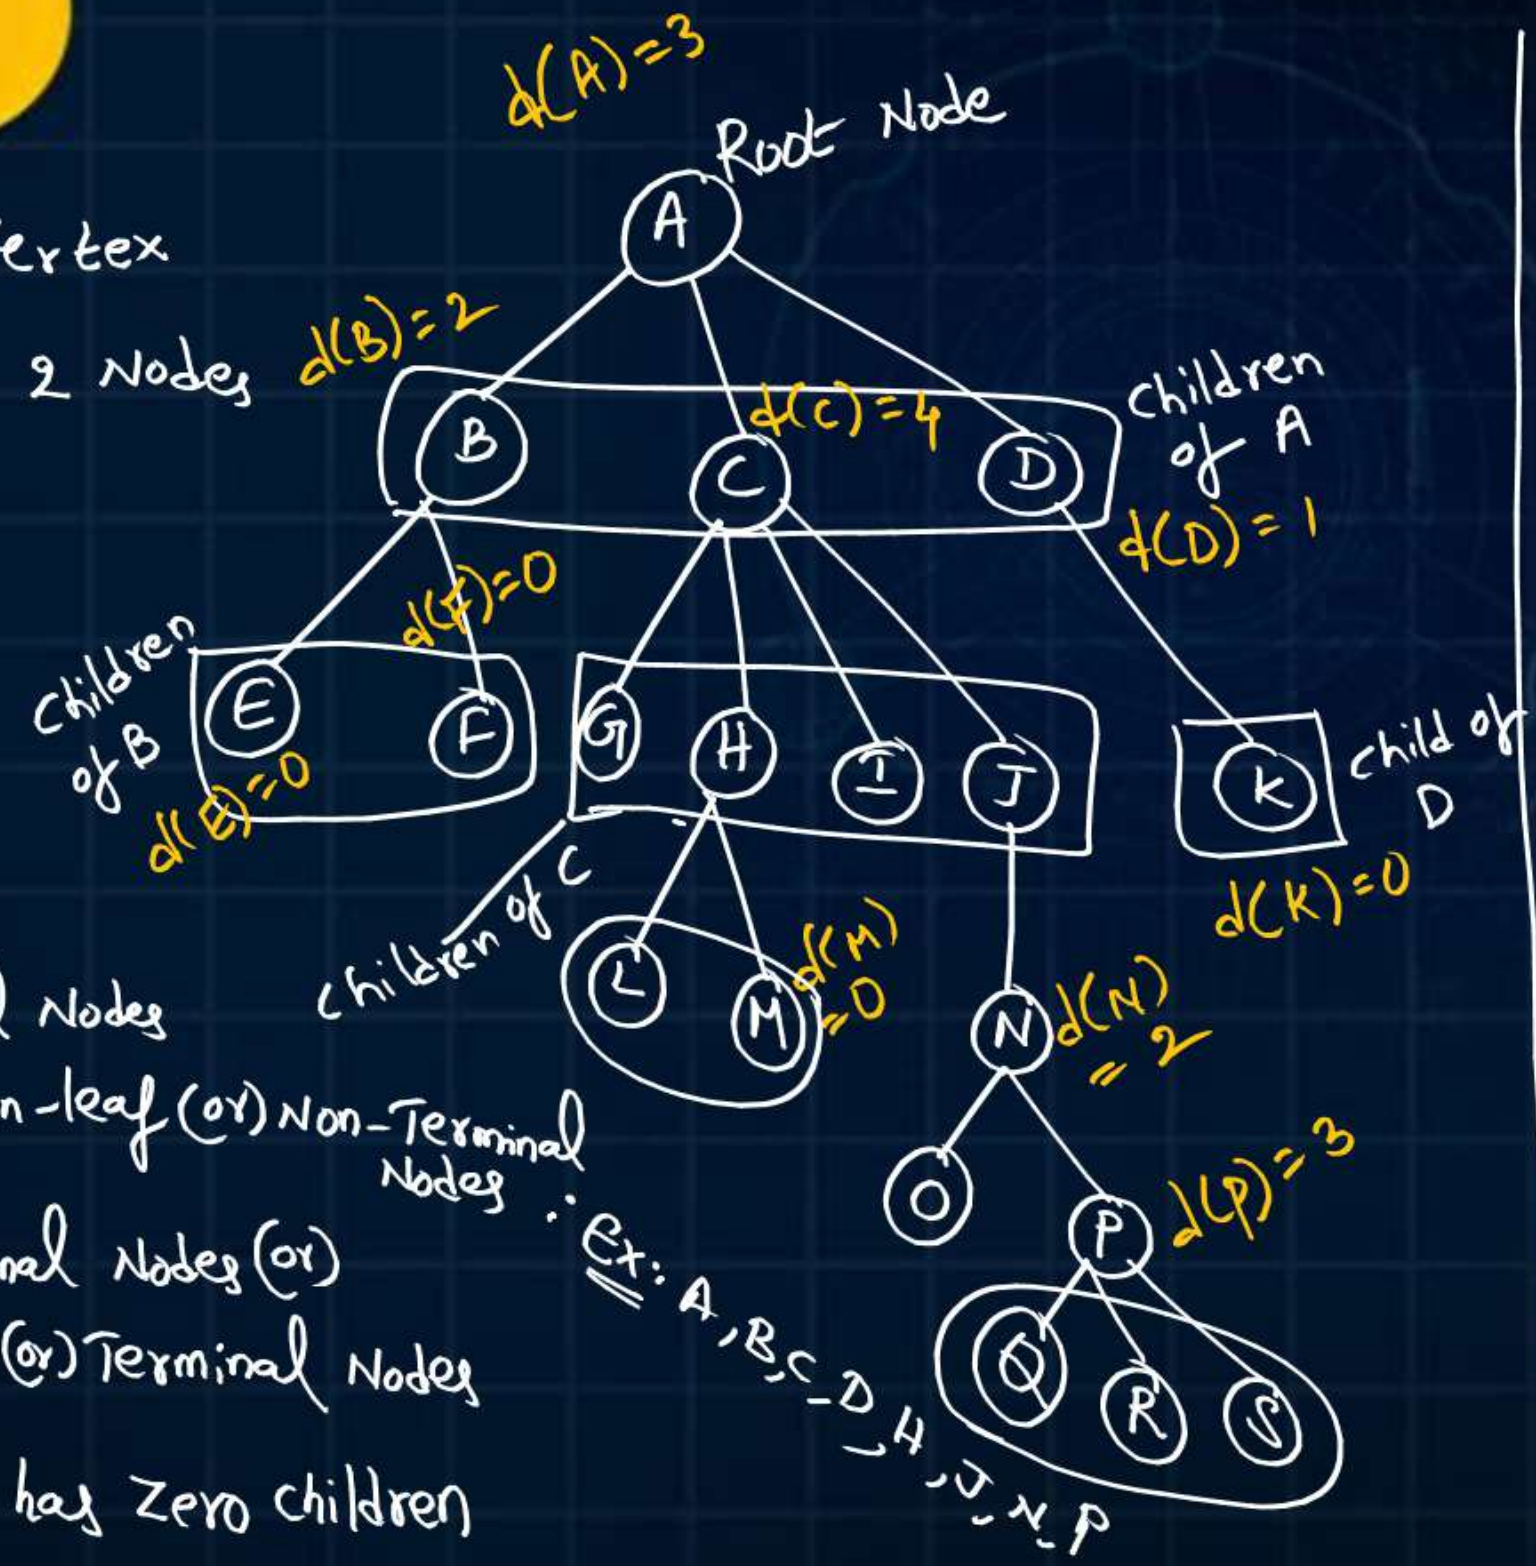 d(A)=3
Root Node
A
ertex
d(B)=2
2 Nodes
children
of A
d(C)=4
B
C
D
d(D)=1
d(F)=0
children
of B
E
F
G
H
I
J
K
child of
D
d(E)=0
d(K)=0
children of C
L
M
d(M)
=0
N
d(N)
=2
Nodes
n-leaf (or) Non-Terminal
Nodes :
Ex: A, B, C, D, H, J, N, P
O
P
d(P)=3
nal Nodes (or)
(or) Terminal Nodes
Q
R
S
has Zero children